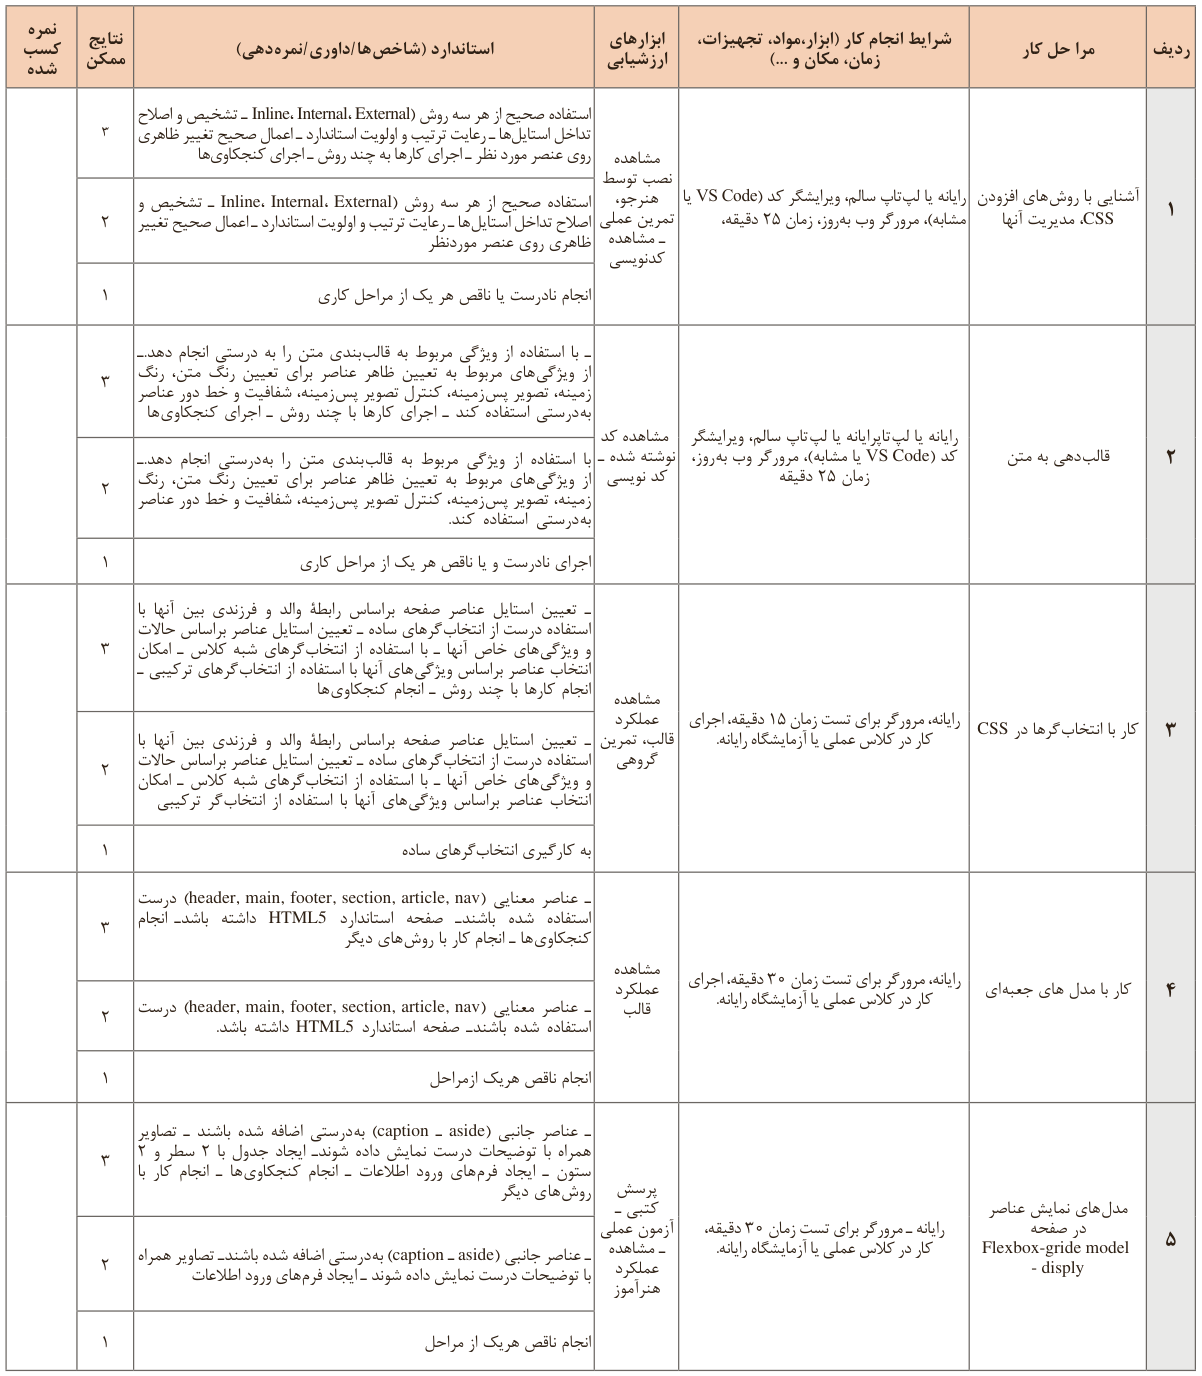 ردیف
مرا حل کار
شرایط انجام کار (ابزار،مواد، تجهیزات،
زمان، مکان و ...)
ابزارهای
ارزشیابی
استاندارد (شاخص‌ها/داوری/نمره‌دهی)
نتایج
ممکن
نمره
کسب
شده
۱
آشنایی با روش‌های افزودن
CSS، مدیریت آنها
رایانه یا لپ‌تاپ سالم، ویرایشگر کد (VS Code یا
مشابه)، مرورگر وب به‌روز، زمان ۲۵ دقیقه،
مشاهده
نصب توسط
هنرجو،
تمرین عملی
ـ مشاهده
کدنویسی
استفاده صحیح از هر سه روش (Inline، Internal، External ـ تشخیص و اصلاح
تداخل استایل‌ها ـ رعایت ترتیب و اولویت استاندارد ـ اعمال صحیح تغییر ظاهری
روی عنصر مورد نظر ـ اجرای کارها به چند روش ـ اجرای کنجکاوی‌ها
۳
استفاده صحیح از هر سه روش (Inline، Internal، External ـ تشخیص و
اصلاح تداخل استایل‌ها ـ رعایت ترتیب و اولویت استاندارد ـ اعمال صحیح تغییر
ظاهری روی عنصر موردنظر
۲
انجام نادرست یا ناقص هر یک از مراحل کاری
۱
۲
قالب‌دهی به متن
رایانه یا لپ‌تاپرایانه یا لپ‌تاپ سالم، ویرایشگر
کد (VS Code یا مشابه)، مرورگر وب به‌روز،
زمان ۲۵ دقیقه
مشاهده کد
نوشته شده ـ
کد نویسی
ـ با استفاده از ویژگی مربوط به قالب‌بندی متن را به درستی انجام دهد.ـ
از ویژگی‌های مربوط به تعیین ظاهر عناصر برای تعیین رنگ متن، رنگ
زمینه، تصویر پس‌زمینه، کنترل تصویر پس‌زمینه، شفافیت و خط دور عناصر
به‌درستی استفاده کند ـ اجرای کارها با چند روش ـ اجرای کنجکاوی‌ها
۳
با استفاده از ویژگی مربوط به قالب‌بندی متن را به‌درستی انجام دهد.ـ
از ویژگی‌های مربوط به تعیین ظاهر عناصر برای تعیین رنگ متن، رنگ
زمینه، تصویر پس‌زمینه، کنترل تصویر پس‌زمینه، شفافیت و خط دور عناصر
به‌درستی استفاده کند.
۲
اجرای نادرست و یا ناقص هر یک از مراحل کاری
۱
۳
کار با انتخاب‌گرها در CSS
رایانه، مرورگر برای تست زمان ۱۵ دقیقه، اجرای
کار در کلاس عملی یا آزمایشگاه رایانه.
مشاهده
عملکرد
قالب، تمرین
گروهی
ـ تعیین استایل عناصر صفحه براساس رابطهٔ والد و فرزندی بین آنها با
استفاده درست از انتخاب‌گرهای ساده ـ تعیین استایل عناصر براساس حالات
و ویژگی‌های خاص آنها ـ با استفاده از انتخاب‌گرهای شبه کلاس ـ امکان
انتخاب عناصر براساس ویژگی‌های آنها با استفاده از انتخاب‌گرهای ترکیبی ـ
انجام کارها با چند روش ـ انجام کنجکاوی‌ها
۳
ـ تعیین استایل عناصر صفحه براساس رابطهٔ والد و فرزندی بین آنها با
استفاده درست از انتخاب‌گرهای ساده ـ تعیین استایل عناصر براساس حالات
و ویژگی‌های خاص آنها ـ با استفاده از انتخاب‌گرهای شبه کلاس ـ امکان
انتخاب عناصر براساس ویژگی‌های آنها با استفاده از انتخاب‌گر ترکیبی
۲
به کارگیری انتخاب‌گرهای ساده
۱
۴
کار با مدل های جعبه‌ای
رایانه، مرورگر برای تست زمان ۳۰ دقیقه، اجرای
کار در کلاس عملی یا آزمایشگاه رایانه.
مشاهده
عملکرد
قالب
ـ عناصر معنایی (header, main, footer, section, article, nav) درست
استفاده شده باشندـ صفحه استاندارد HTML5 داشته باشدـ انجام
کنجکاوی‌ها ـ انجام کار با روش‌های دیگر
۳
ـ عناصر معنایی (header, main, footer, section, article, nav) درست
استفاده شده باشندـ صفحه استاندارد HTML5 داشته باشد.
۲
انجام ناقص هریک ازمراحل
۱
۵
مدل‌های نمایش عناصر
در صفحه
Flexbox-gride model
- disply
رایانه ـ مرورگر برای تست زمان ۳۰ دقیقه،
کار در کلاس عملی یا آزمایشگاه رایانه.
پرسش
کتبی ـ
آزمون عملی
ـ مشاهده
عملکرد
هنرآموز
ـ عناصر جانبی (caption ـ aside) به‌درستی اضافه شده باشند ـ تصاویر
همراه با توضیحات درست نمایش داده شوندـ ایجاد جدول با ۲ سطر و ۲
ستون ـ ایجاد فرم‌های ورود اطلاعات ـ انجام کنجکاوی‌ها ـ انجام کار با
روش‌های دیگر
۳
ـ عناصر جانبی (caption ـ aside) به‌درستی اضافه شده باشندـ تصاویر همراه
با توضیحات درست نمایش داده شوند ـ ایجاد فرم‌های ورود اطلاعات
۲
انجام ناقص هریک از مراحل
۱